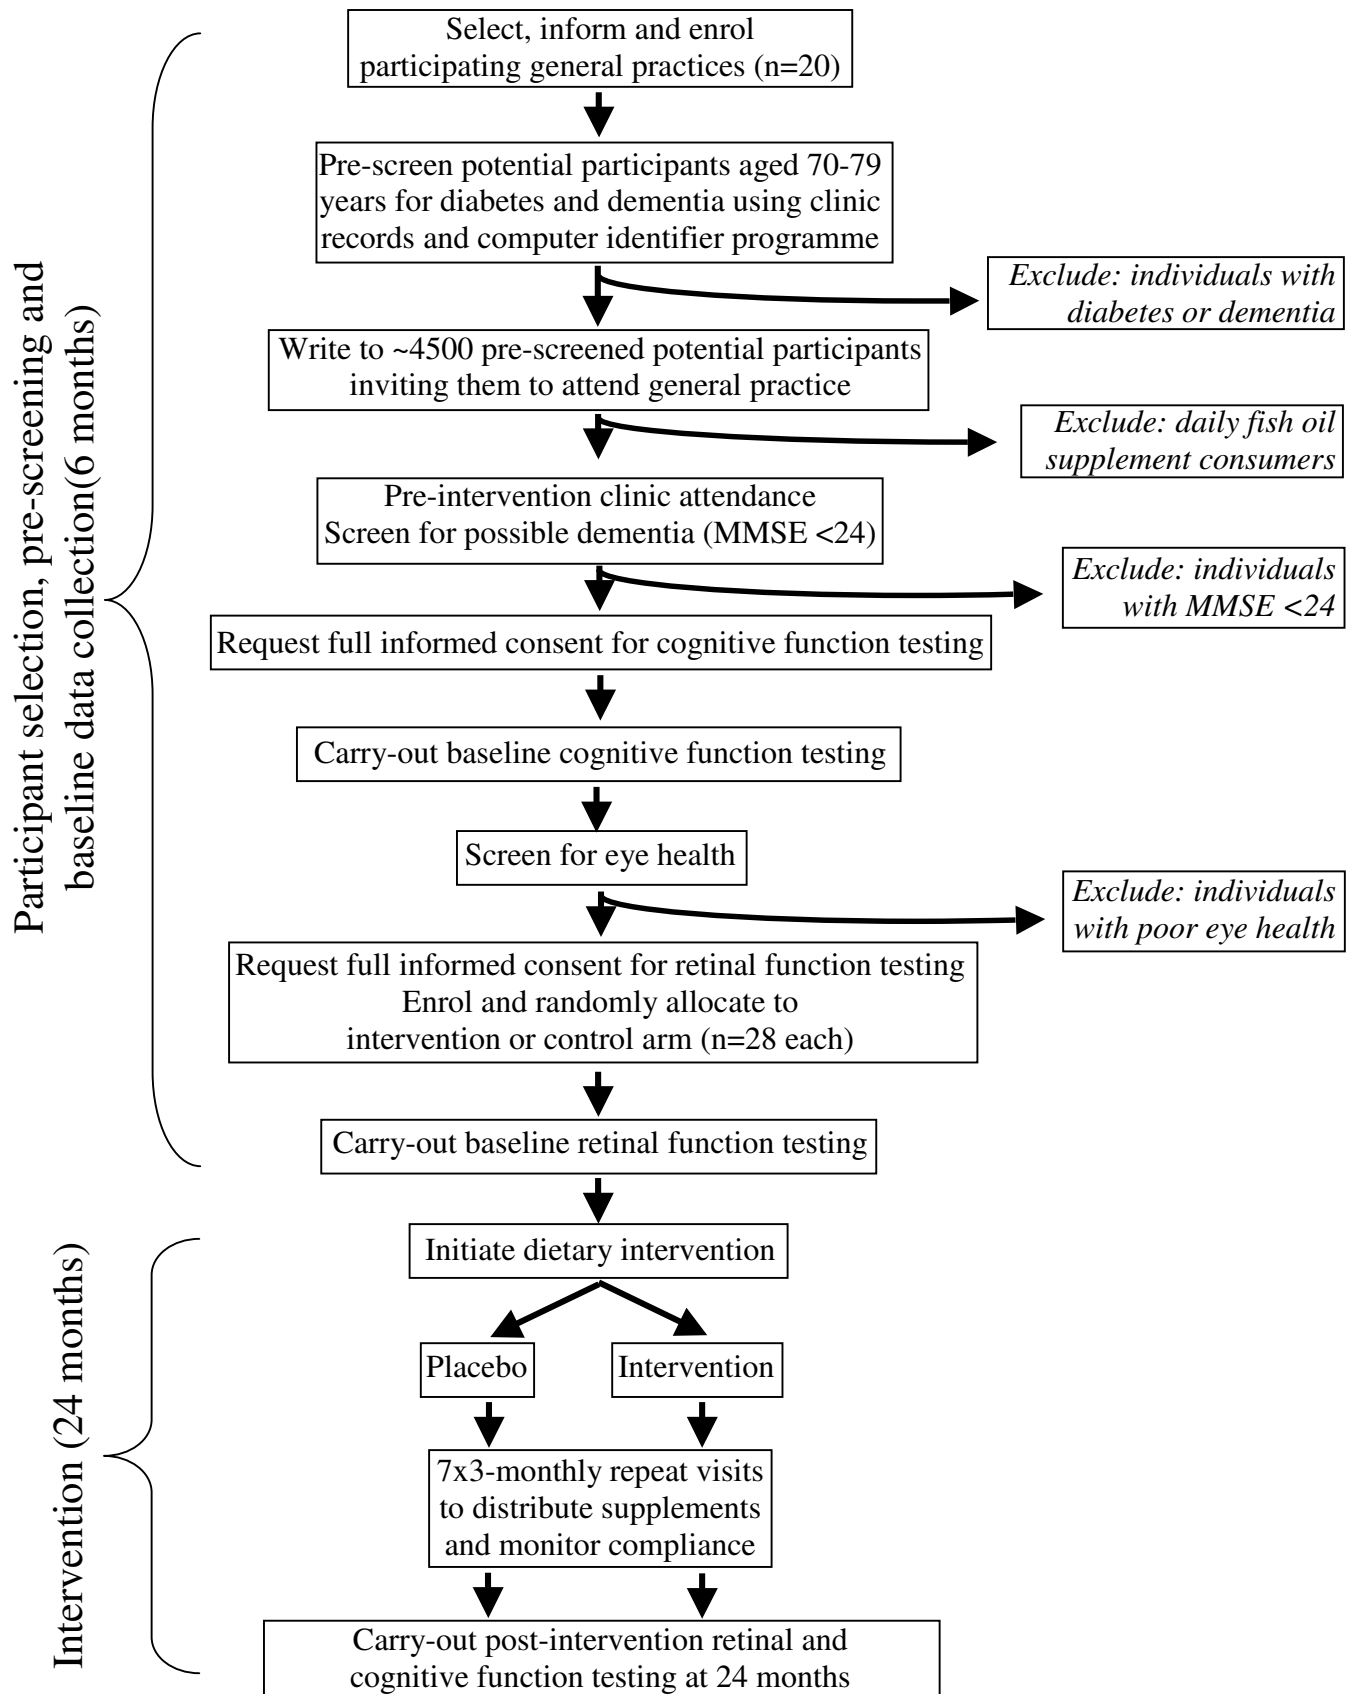 Select, inform and enrol
participating general practices (n=20)
Pre-screen potential participants aged 70-79
years for diabetes and dementia using clinic
records and computer identifier programme
Exclude: individuals with
diabetes or dementia
Write to ~4500 pre-screened potential participants
inviting them to attend general practice
Exclude: daily fish oil
supplement consumers
Pre-intervention clinic attendance
Screen for possible dementia (MMSE <24)
Exclude: individuals
with MMSE <24
Request full informed consent for cognitive function testing
Carry-out baseline cognitive function testing
Screen for eye health
Exclude: individuals
with poor eye health
Request full informed consent for retinal function testing
Enrol and randomly allocate to
intervention or control arm (n=28 each)
Carry-out baseline retinal function testing
Participant selection, pre-screening and
baseline data collection(6 months)
Initiate dietary intervention
Placebo
Intervention
7x3-monthly repeat visits
to distribute supplements
and monitor compliance
Carry-out post-intervention retinal and
cognitive function testing at 24 months
Intervention (24 months)